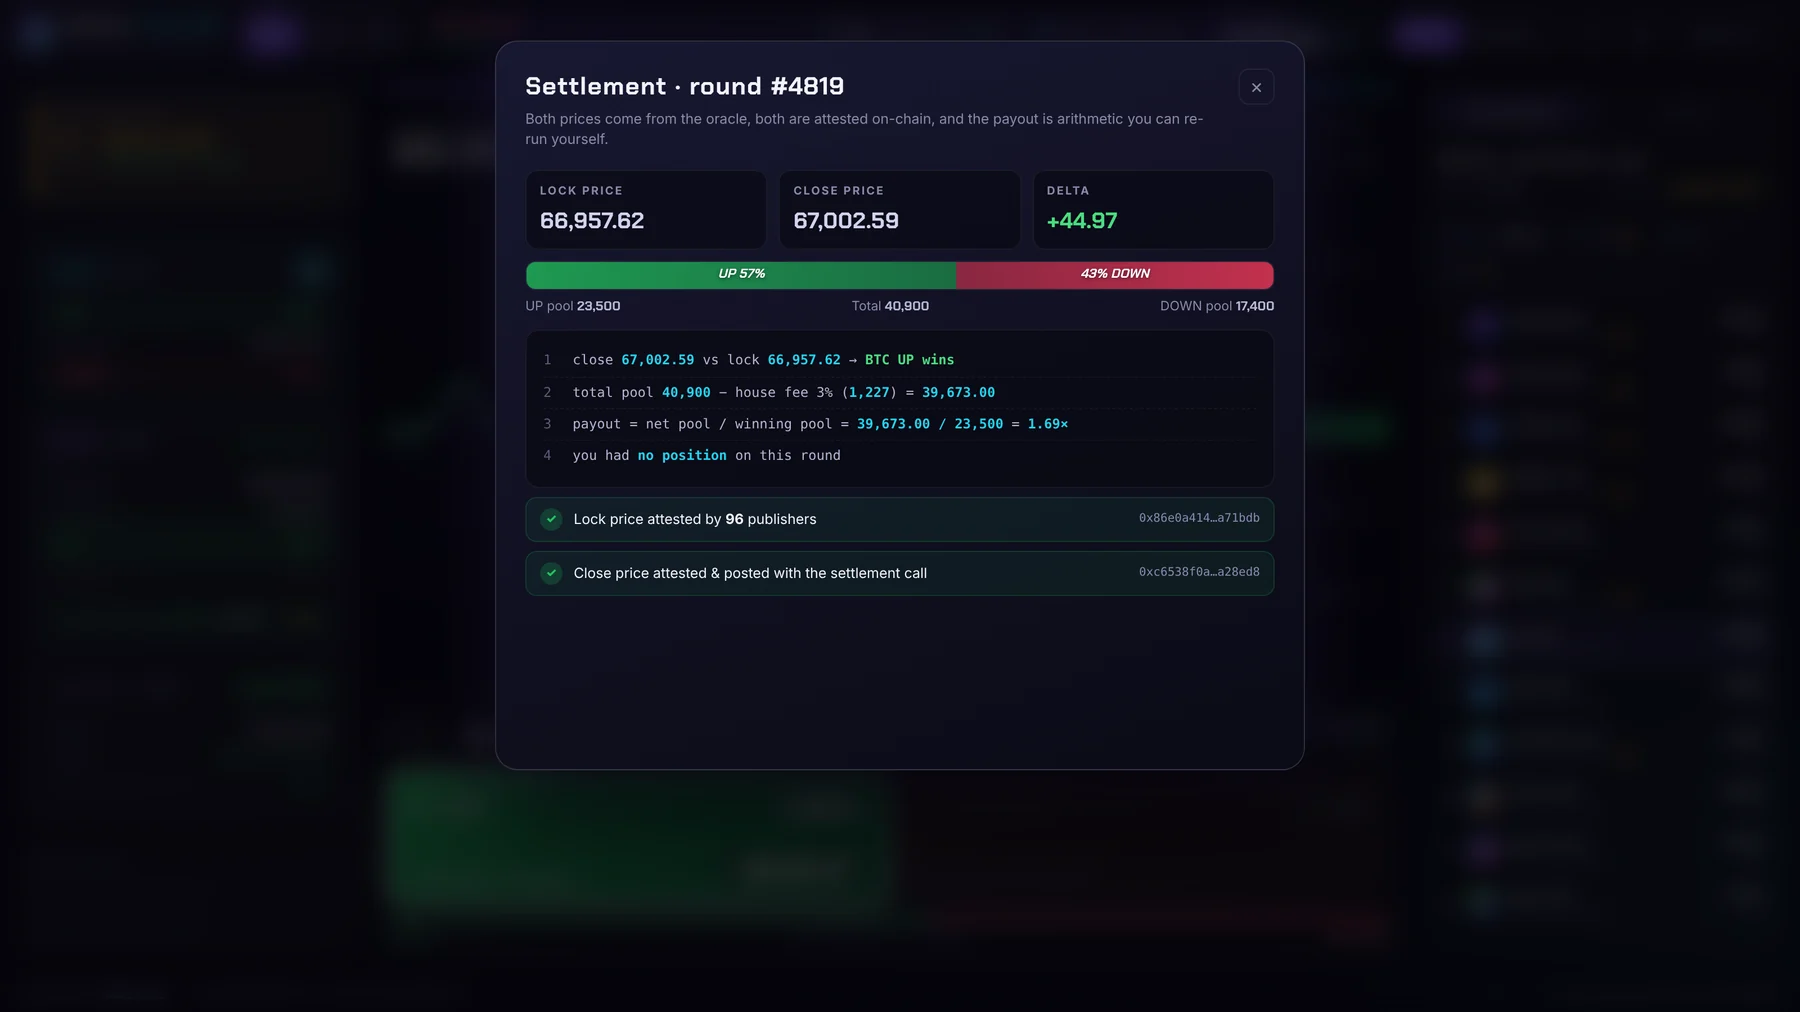 Settlement · round #4819
Both prices come from the oracle, both are attested on-chain, and the payout is arithmetic you can re-
run yourself.
LOCK PRICE
66,957.62
CLOSE PRICE
67,002.59
DELTA
+44.97
UP 57%
43% DOWN
UP pool 23,500
Total 40,900
DOWN pool 17,400
1 close 67,002.59 vs lock 66,957.62 → BTC UP wins
2 total pool 40,900 − house fee 3% (1,227) = 39,673.00
3 payout = net pool / winning pool = 39,673.00 / 23,500 = 1.69×
4 you had no position on this round
Lock price attested by 96 publishers
0x86e0a414…a71bdb
Close price attested & posted with the settlement call
0xc6538f0a…a28ed8